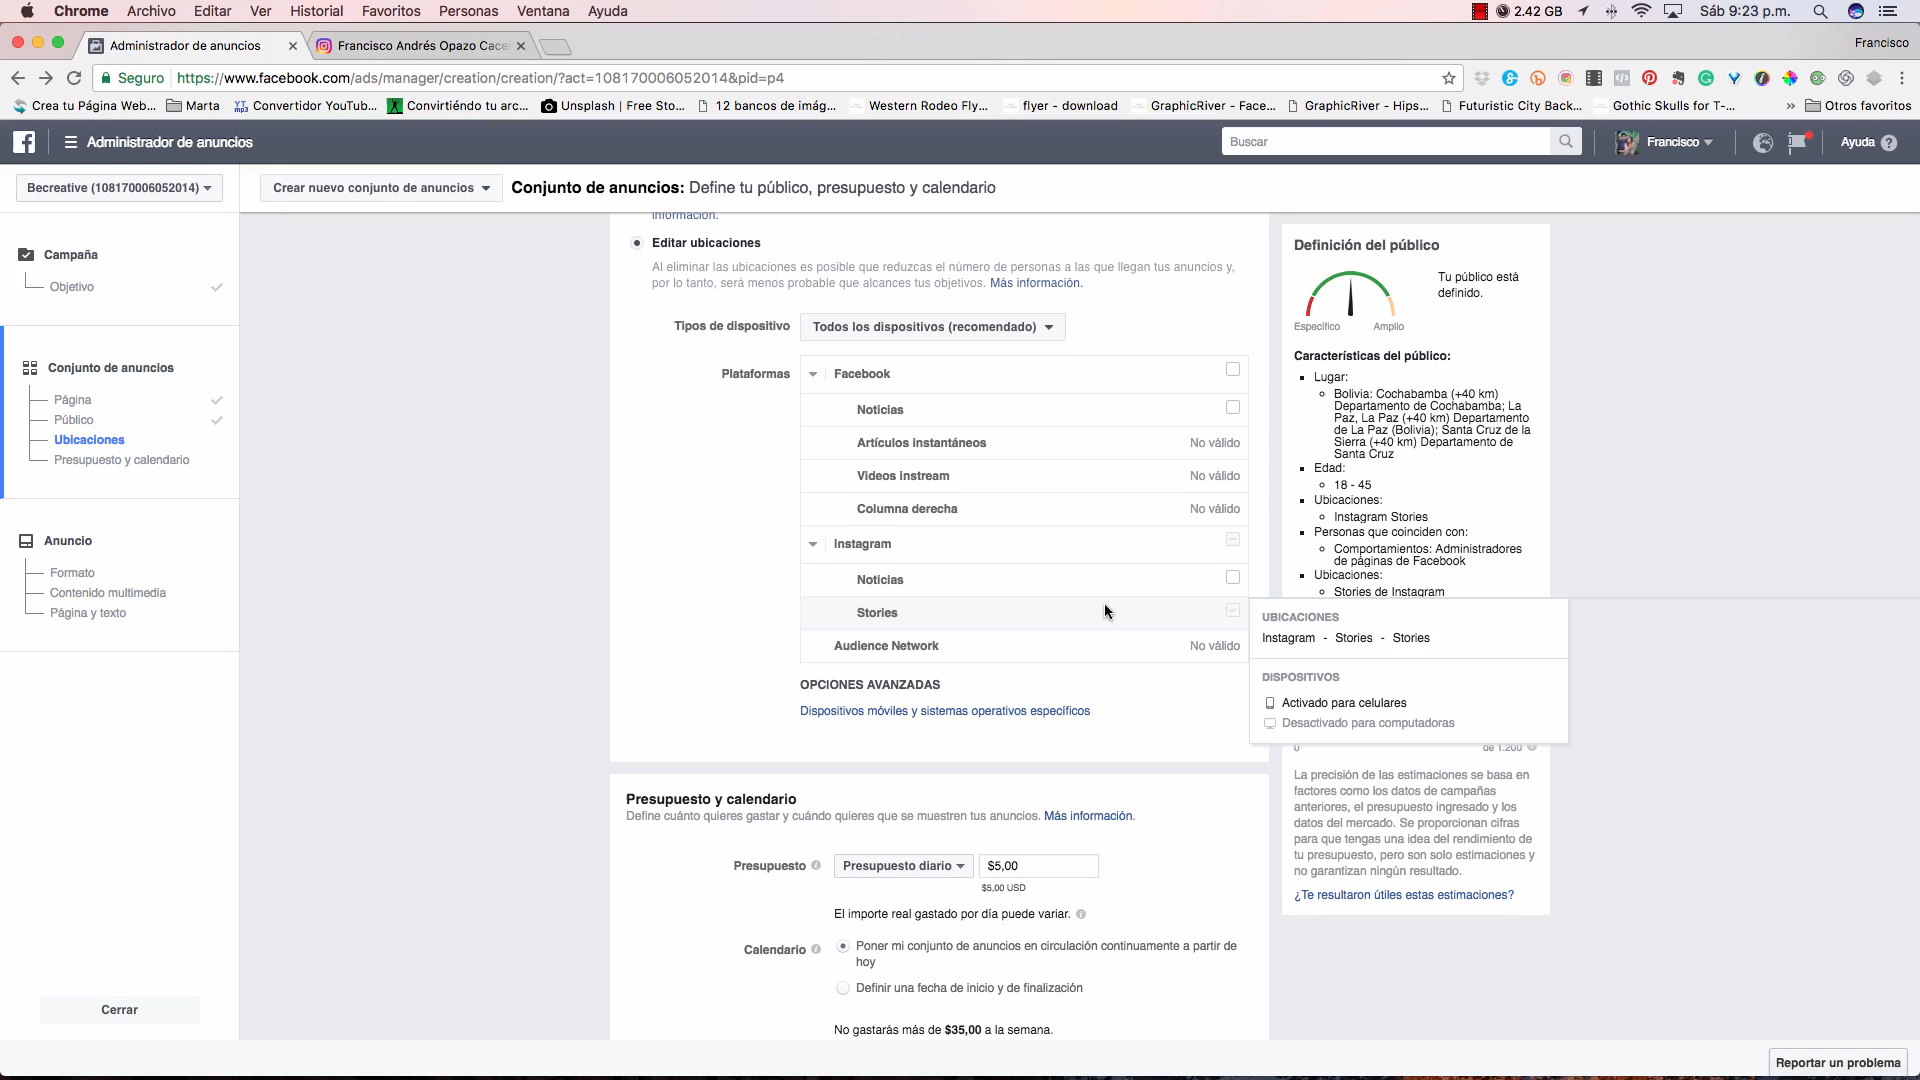 Chrome Archivo Editar Ver Historial Favoritos Personas Ventana Ayuda 2.42 GB Sáb 9:23 p.m.
Administrador de anuncios Francisco Andrés Opazo Cace Francisco
Seguro https://www.facebook.com/ads/manager/creation/creation/?act=108170006052014&pid=p4
Crea tu Página Web... Marta Convertidor YouTub... Convirtiéndo tu arc... Unsplash | Free Sto... 12 bancos de imág... Western Rodeo Fly... flyer - download GraphicRiver - Face... GraphicRiver - Hips... Futuristic City Back... Gothic Skulls for T-... » Otros favoritos
Administrador de anuncios Buscar Francisco Ayuda
Becreative (108170006052014) Crear nuevo conjunto de anuncios Conjunto de anuncios: Define tu público, presupuesto y calendario
Campaña
Objetivo
Conjunto de anuncios
Página
Público
Ubicaciones
Presupuesto y calendario
Anuncio
Formato
Contenido multimedia
Página y texto
Cerrar
información.
Editar ubicaciones
Al eliminar las ubicaciones es posible que reduzcas el número de personas a las que llegan tus anuncios y,
por lo tanto, será menos probable que alcances tus objetivos. Más información.
Tipos de dispositivo Todos los dispositivos (recomendado)
Plataformas Facebook
Noticias
Artículos instantáneos No válido
Videos instream No válido
Columna derecha No válido
Instagram
Noticias
Stories
Audience Network No válido
OPCIONES AVANZADAS
Dispositivos móviles y sistemas operativos específicos
Presupuesto y calendario
Define cuánto quieres gastar y cuándo quieres que se muestren tus anuncios. Más información.
Presupuesto Presupuesto diario $5,00
$5,00 USD
El importe real gastado por día puede variar.
Calendario Poner mi conjunto de anuncios en circulación continuamente a partir de
hoy
Definir una fecha de inicio y de finalización
No gastarás más de $35,00 a la semana.
Definición del público
Tu público está
definido.
Específico Amplio
Características del público:
Lugar:
Bolivia: Cochabamba (+40 km)
Departamento de Cochabamba; La
Paz, La Paz (+40 km) Departamento
de La Paz (Bolivia); Santa Cruz de la
Sierra (+40 km) Departamento de
Santa Cruz
Edad:
18 - 45
Ubicaciones:
Instagram Stories
Personas que coinciden con:
Comportamientos: Administradores
de páginas de Facebook
Ubicaciones:
Stories de Instagram
UBICACIONES
Instagram - Stories - Stories
DISPOSITIVOS
Activado para celulares
Desactivado para computadoras
0 de 1.200
La precisión de las estimaciones se basa en
factores como los datos de campañas
anteriores, el presupuesto ingresado y los
datos del mercado. Se proporcionan cifras
para que tengas una idea del rendimiento de
tu presupuesto, pero son solo estimaciones y
no garantizan ningún resultado.
¿Te resultaron útiles estas estimaciones?
Reportar un problema